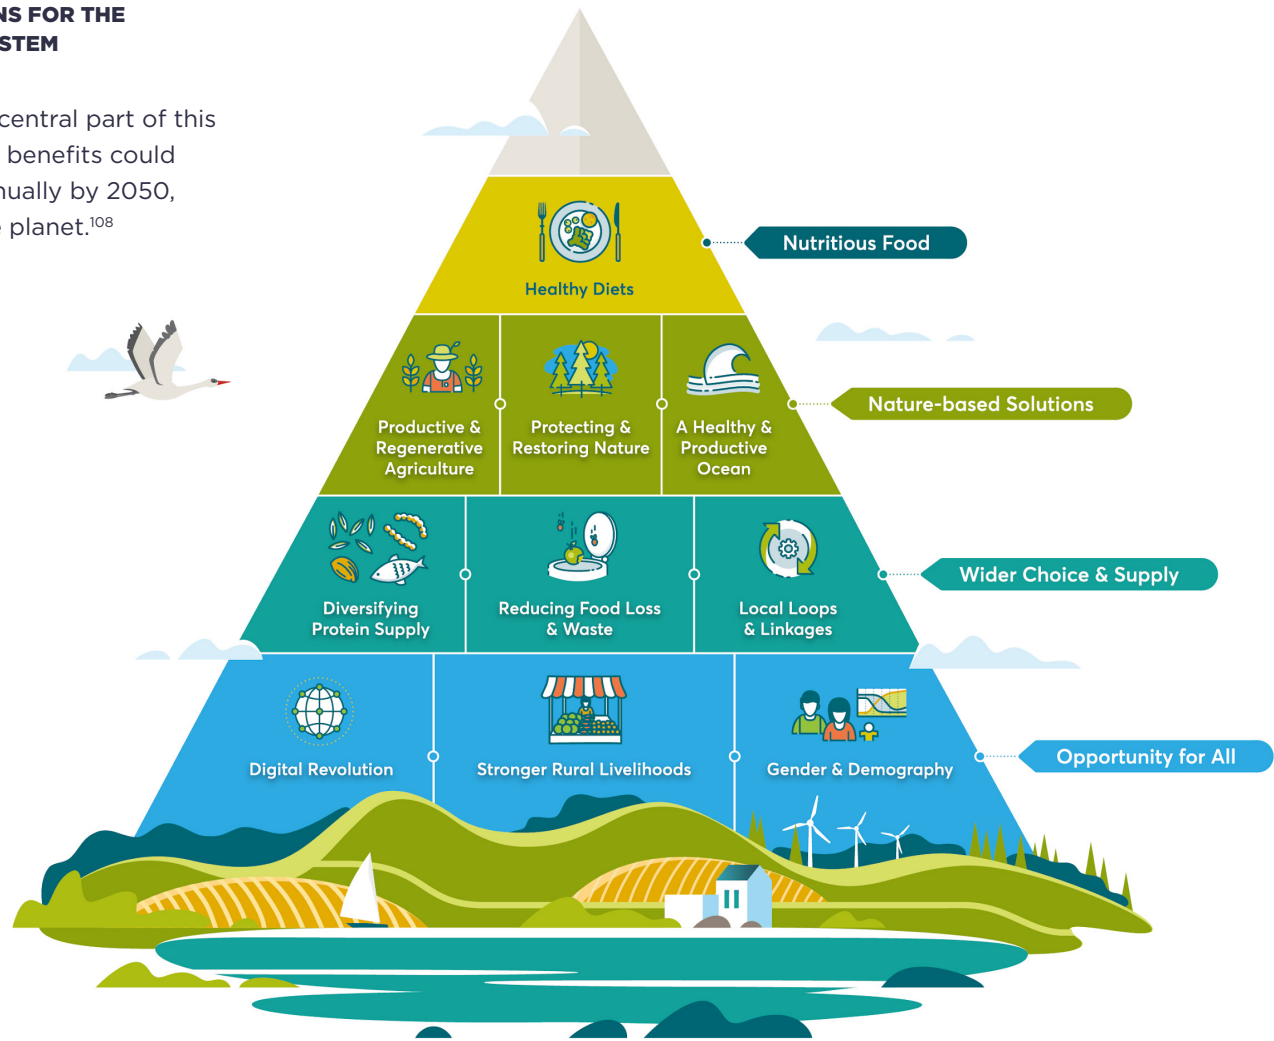 NS FOR THE
STEM
central part of this
benefits could
nually by 2050,
e planet.108
Healthy Diets
Nutritious Food
Productive &
Regenerative
Agriculture
Protecting &
Restoring Nature
A Healthy &
Productive
Ocean
Nature-based Solutions
Diversifying
Protein Supply
Reducing Food Loss
& Waste
Local Loops
& Linkages
Wider Choice & Supply
Digital Revolution
Stronger Rural Livelihoods
Gender & Demography
Opportunity for All